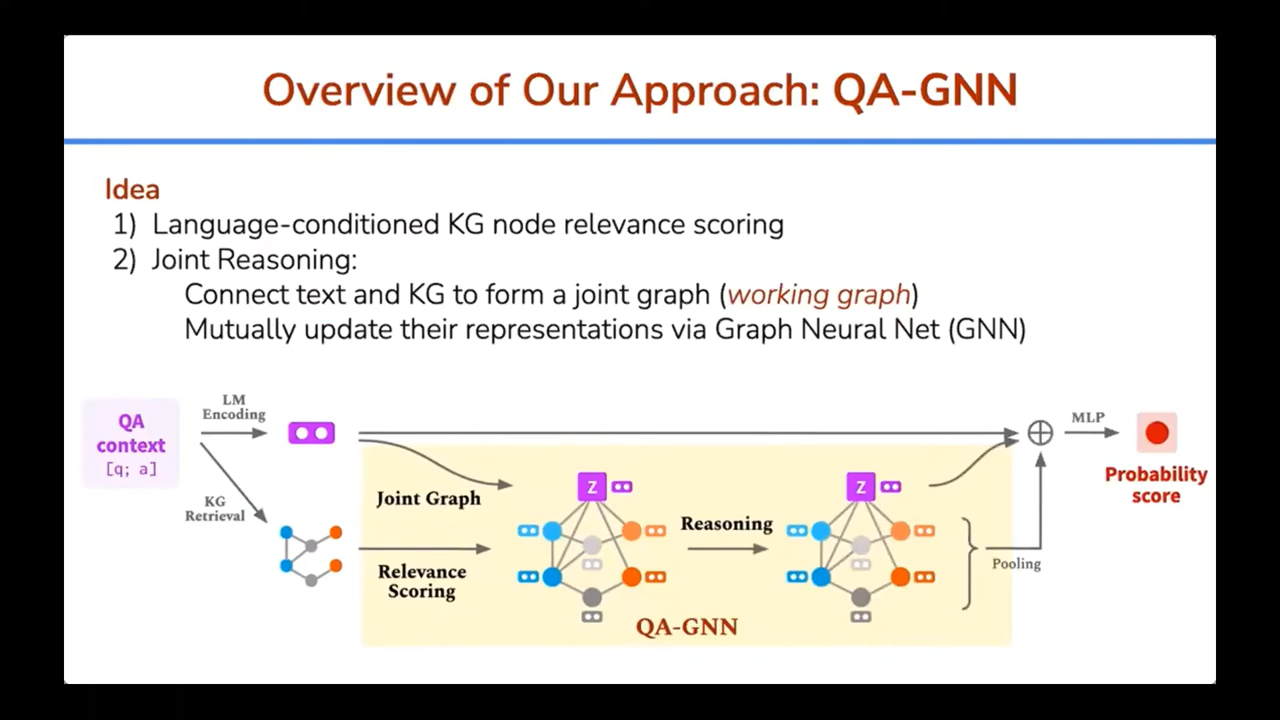 Overview of Our Approach: QA-GNN
Idea
1) Language-conditioned KG node relevance scoring
2) Joint Reasoning:
Connect text and KG to form a joint graph (working graph)
Mutually update their representations via Graph Neural Net (GNN)
QA
context
[q; a]
LM
Encoding
KG
Retrieval
Joint Graph
Relevance
Scoring
Z
Reasoning
Z
QA-GNN
Pooling
MLP
Probability
score